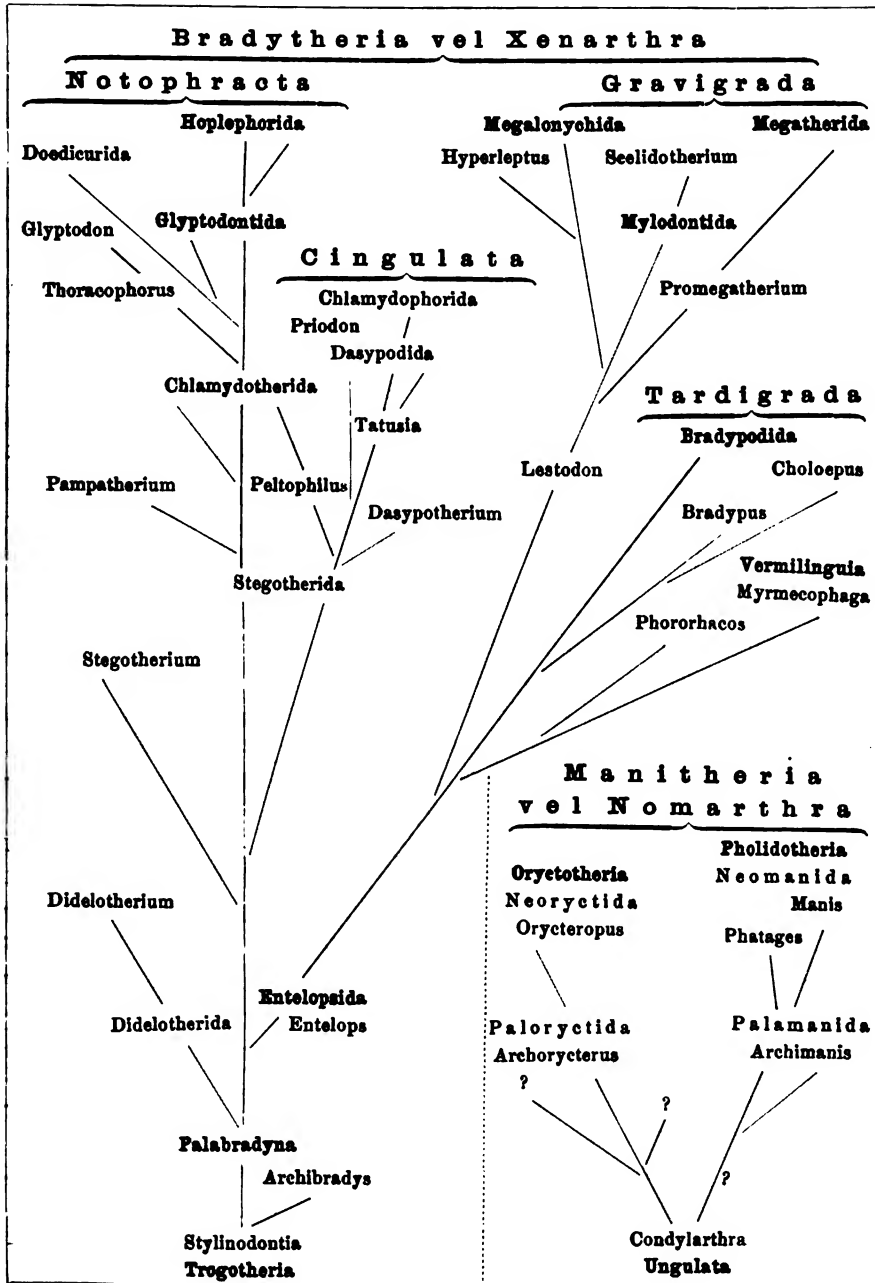 Bradytheria vel Xenarthra
Notophracta
Gravigrada
Hoplephorida
Megalonychida
Megatherida
Doedicurida
Hyperleptus
Scelidotherium
Glyptodon
Glyptodontida
Mylodontida
Cingulata
Thoracophorus
Chlamydophorida
Promegatherium
Priodon
Dasypodida
Chlamydotherida
Tardigrada
Tatusia
Bradypodida
Lestodon
Choloepus
Pampatherium
Peltophilus
Dasypotherium
Bradypus
Stegotherida
Vermilinguia
Myrmecophaga
Phororhacos
Stegotherium
Manitheria
vel Nomarthra
Pholidotheria
Oryctotheria
Neomanida
Didelotherium
Neoryctida
Manis
Orycteropus
Phatages
Entelopsida
Didelotherida
Entelops
Paloryctida
Palamanida
Archorycterus
Archimanis
?
?
Palabradyna
Archibradys
?
Stylinodontia
Condylarthra
Trogotheria
Ungulata